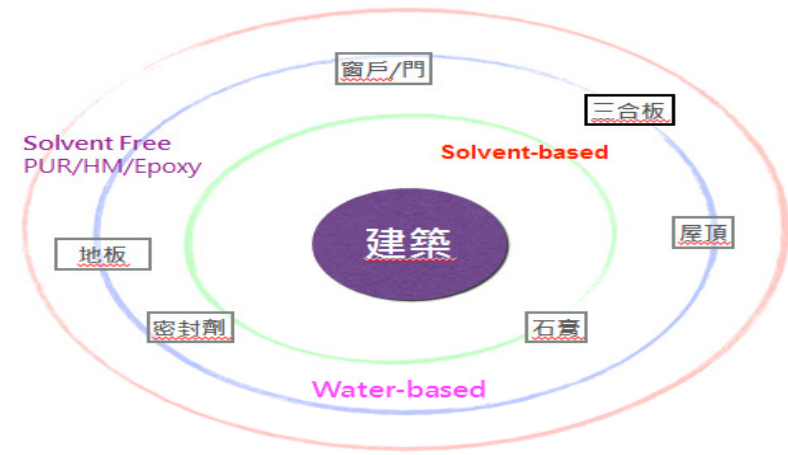 窗戶/門
三合板
Solvent Free
PUR/HM/Epoxy
Solvent-based
建築
屋頂
地板
密封劑
石膏
Water-based